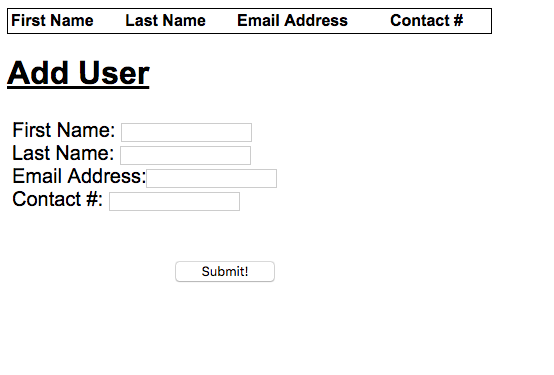 First Name Last Name Email Address Contact #
Add User
First Name:
Last Name:
Email Address:
Contact #:
Submit!